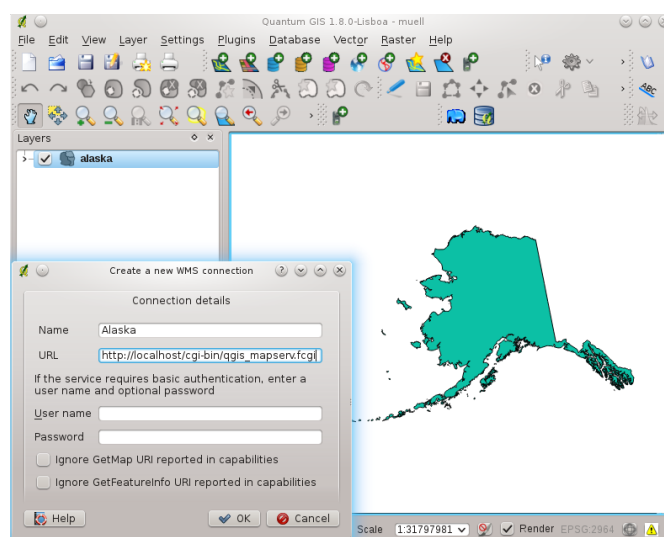 Quantum GIS 1.8.0-Lisboa - muell
File Edit View Layer Settings Plugins Database Vector Raster Help
ABC
Layers
alaska
Create a new WMS connection
Connection details
Name Alaska
URL http://localhost/cgi-bin/qgis_mapserv.fcgi
If the service requires basic authentication, enter a
user name and optional password
User name
Password
Ignore GetMap URI reported in capabilities
Ignore GetFeatureInfo URI reported in capabilities
Help OK Cancel
Scale 1:31797981 Render EPSG:2964